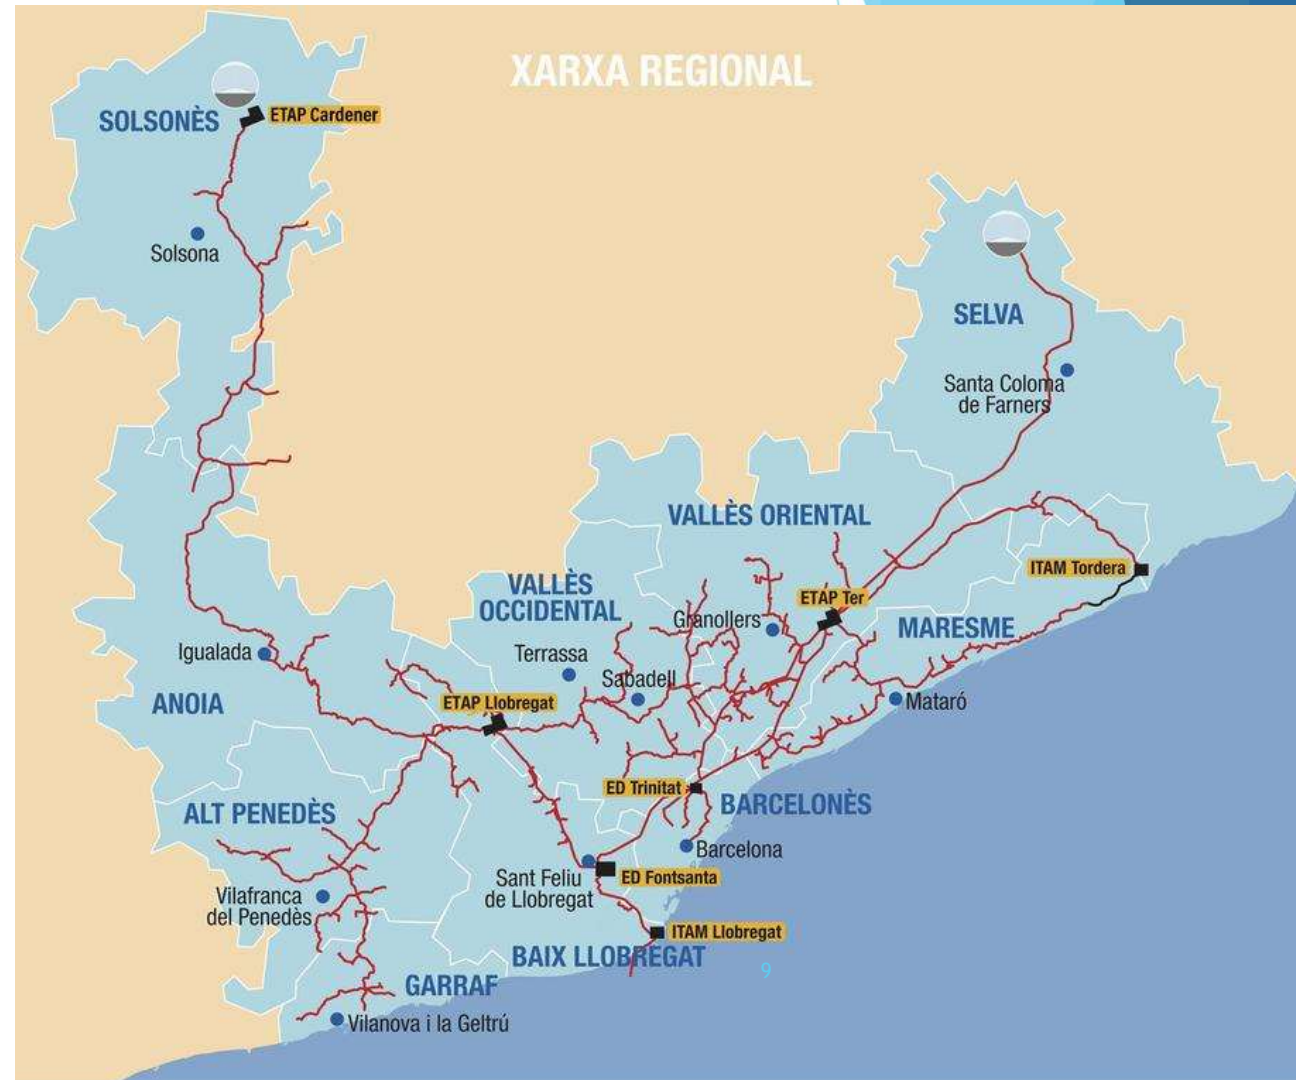 XARXA REGIONAL
SOLSONÈS
ETAP Cardener
Solsona
SELVA
Santa Coloma
de Farners
VALLÈS ORIENTAL
ITAM Tordera
VALLÈS
OCCIDENTAL
ETAP Ter
Granollers
MARESME
Igualada
Terrassa
Sabadell
ANOIA
ETAP Llobregat
Mataró
ED Trinitat
BARCELONÈS
ALT PENEDÈS
Barcelona
Sant Feliu
de Llobregat
ED Fontsanta
Vilafranca
del Penedès
ITAM Llobregat
BAIX LLOBREGAT
9
GARRAF
Vilanova i la Geltrú